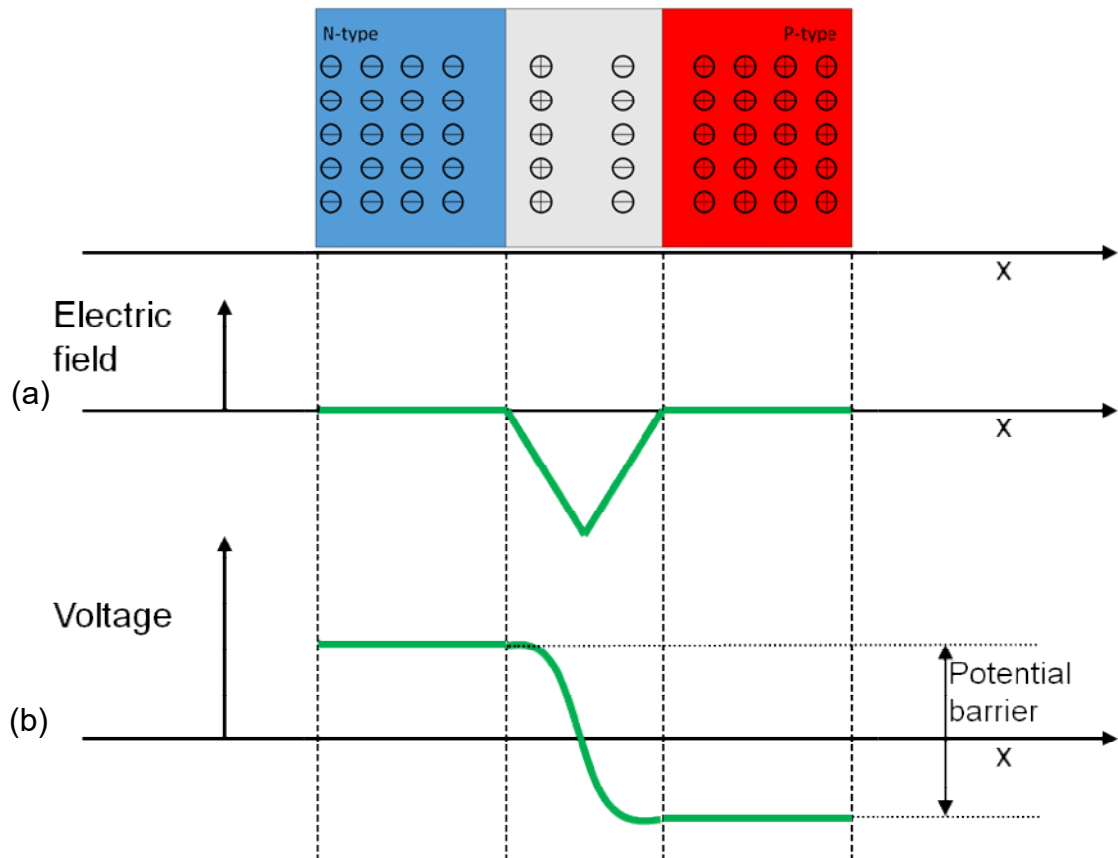 N-type
P-type
X
Electric
field
(a)
X
Voltage
Potential
barrier
(b)
X